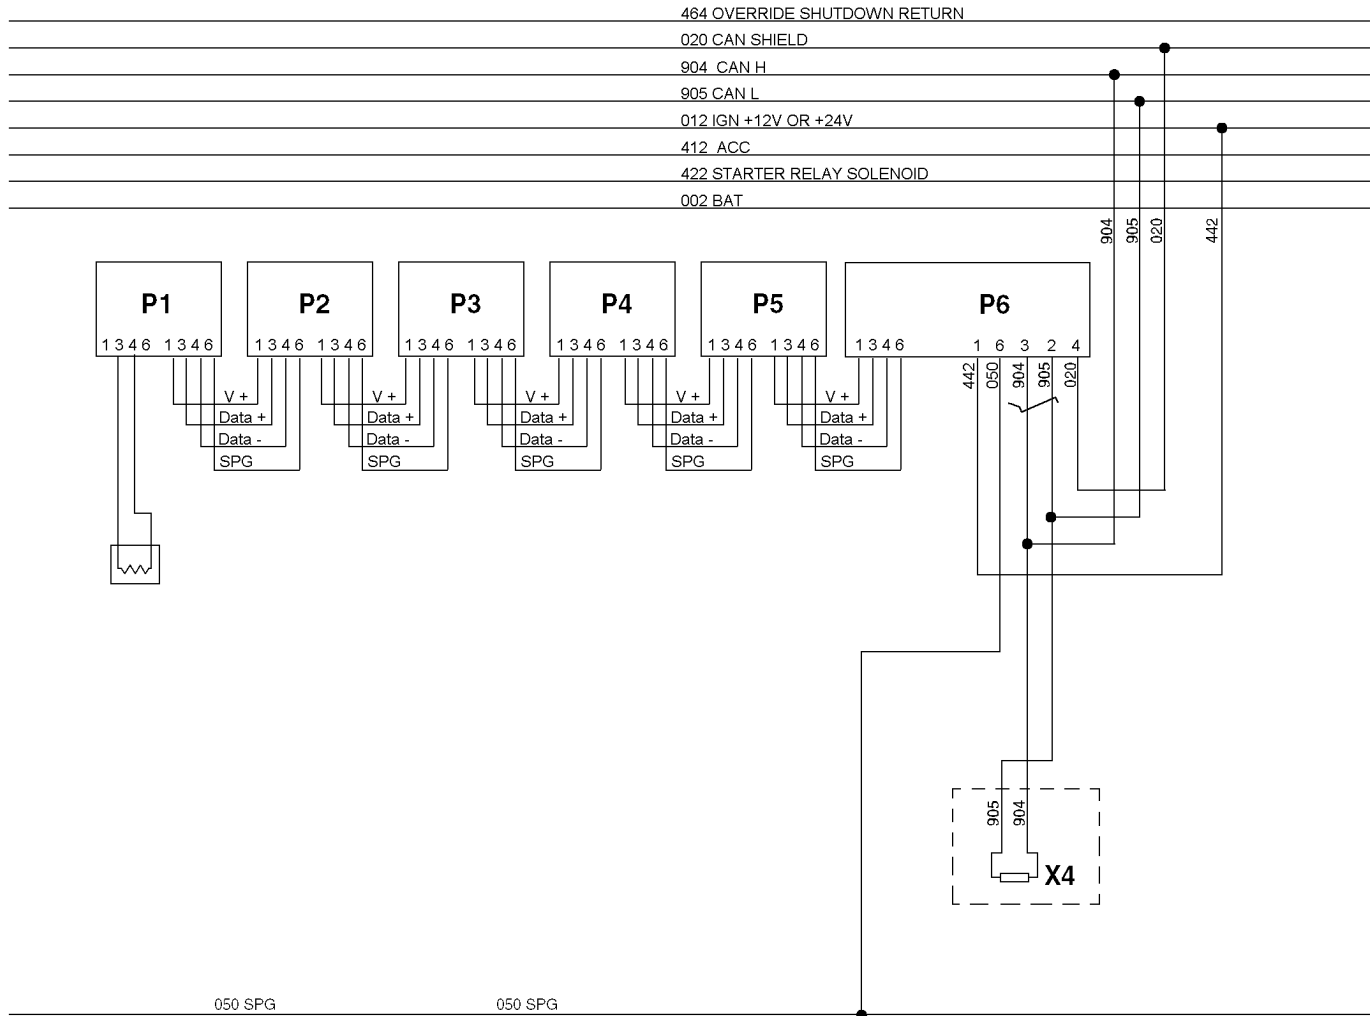 464 OVERRIDE SHUTDOWN RETURN
020 CAN SHIELD
904 CAN H
905 CAN L
012 IGN +12V OR +24V
412 ACC
422 STARTER RELAY SOLENOID
002 BAT
904 905 020 442
P1 P2 P3 P4 P5 P6
1 3 4 6 1 3 4 6 1 3 4 6 1 3 4 6 1 3 4 6 1 3 4 6 1 3 4 6 1 3 4 6 1 3 4 6 1 3 4 6 1 3 4 6 1 6 3 2 4
442 050 904 905 020
V + V + V + V + V +
Data + Data + Data + Data + Data +
Data - Data - Data - Data - Data -
SPG SPG SPG SPG SPG
905 904
X4
050 SPG 050 SPG